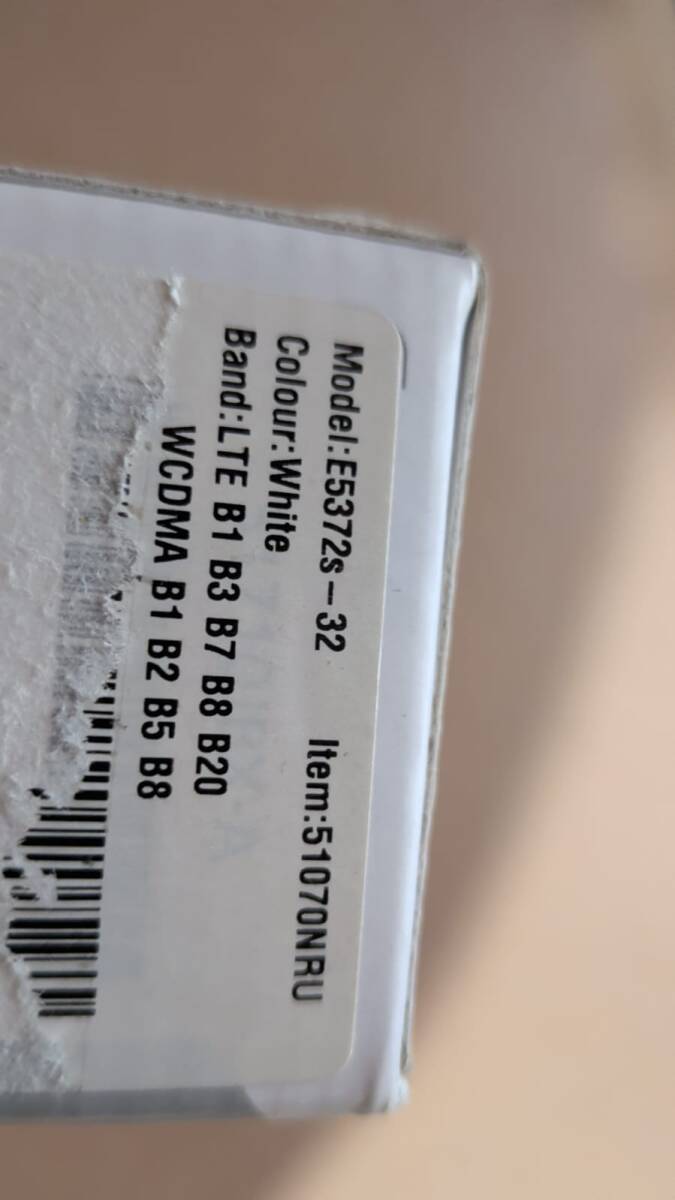 Model:E5372s-32 Item:51070NRU
Colour:White
Band:LTE B1 B3 B7 B8 B20
WCDMA B1 B2 B5 B8